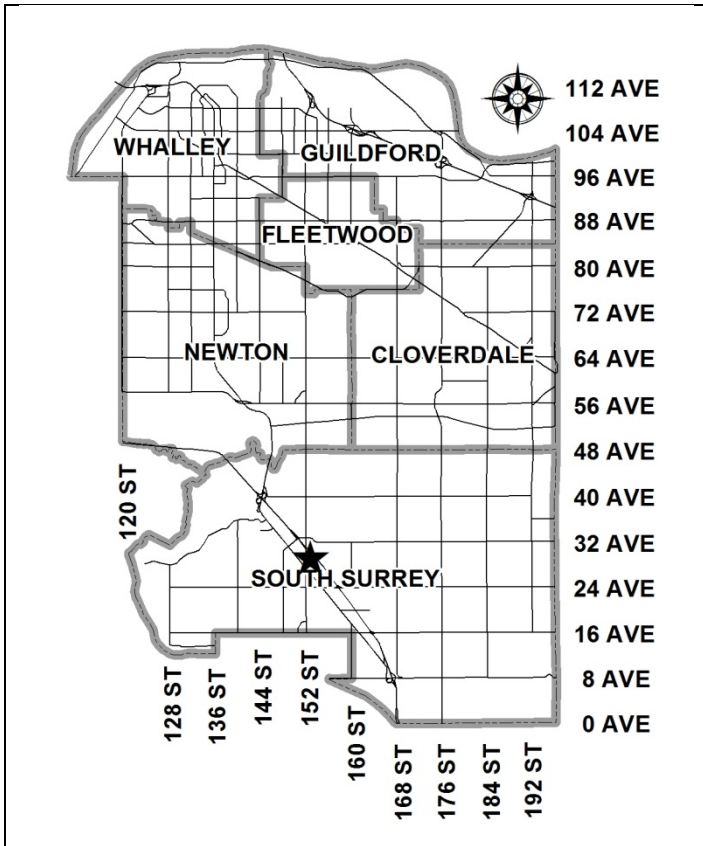 112 AVE
104 AVE
WHALLEY
GUILDFORD
96 AVE
88 AVE
FLEETWOOD
80 AVE
72 AVE
NEWTON
CLOVERDALE
64 AVE
56 AVE
48 AVE
120 ST
40 AVE
32 AVE
SOUTH SURREY
24 AVE
16 AVE
128 ST
136 ST
144 ST
152 ST
8 AVE
160 ST
0 AVE
168 ST
176 ST
184 ST
192 ST